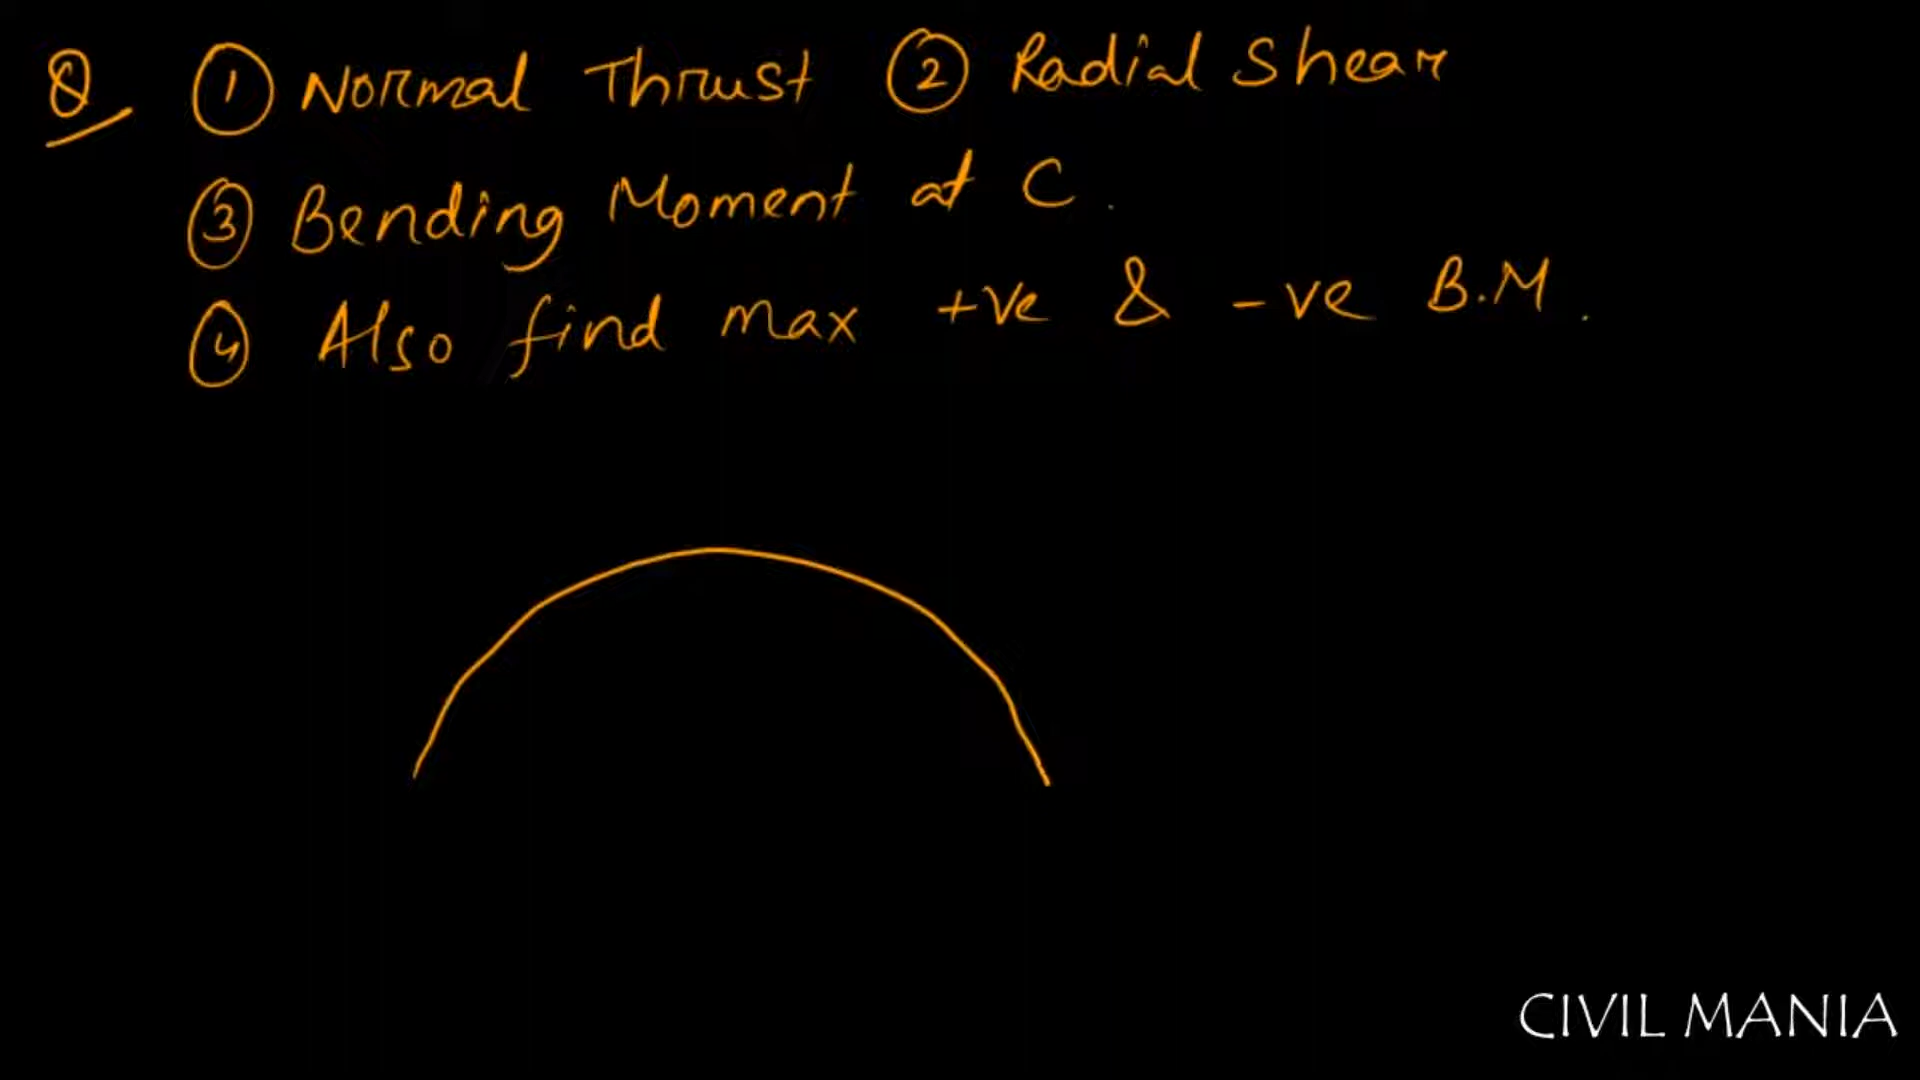 Q ① Normal Thrust ② Radial Shear
③ Bending Moment at C.
④ Also find max +ve & -ve B.M.
CIVIL MANIA